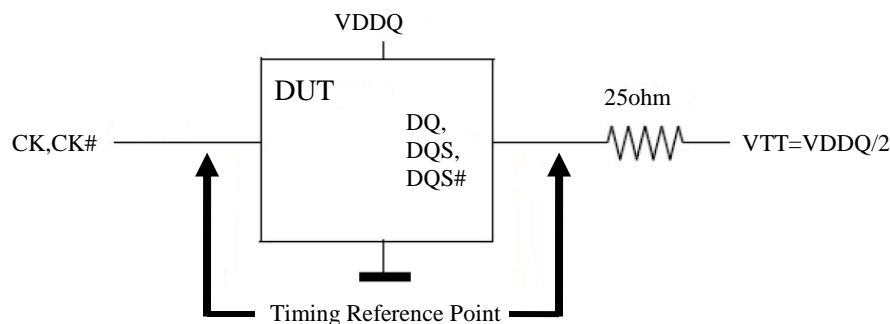 VDDQ
DUT
25ohm
CK,CK#
DQ,
DQS,
DQS#
VTT=VDDQ/2
Timing Reference Point